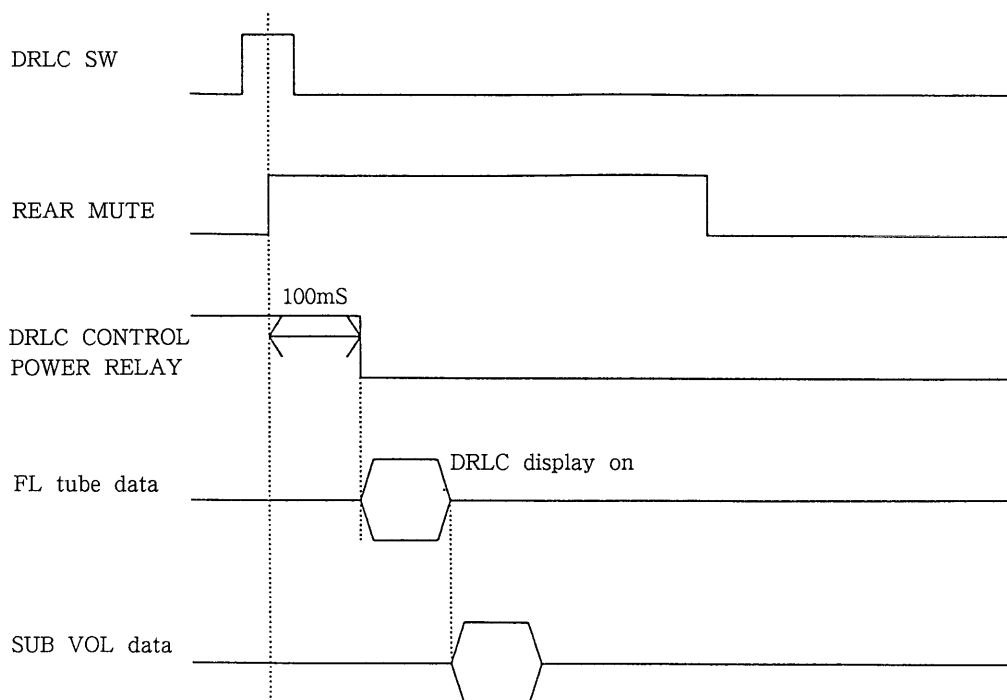 DRLC SW
REAR MUTE
100mS
DRLC CONTROL
POWER RELAY
DRLC display on
FL tube data
SUB VOL data